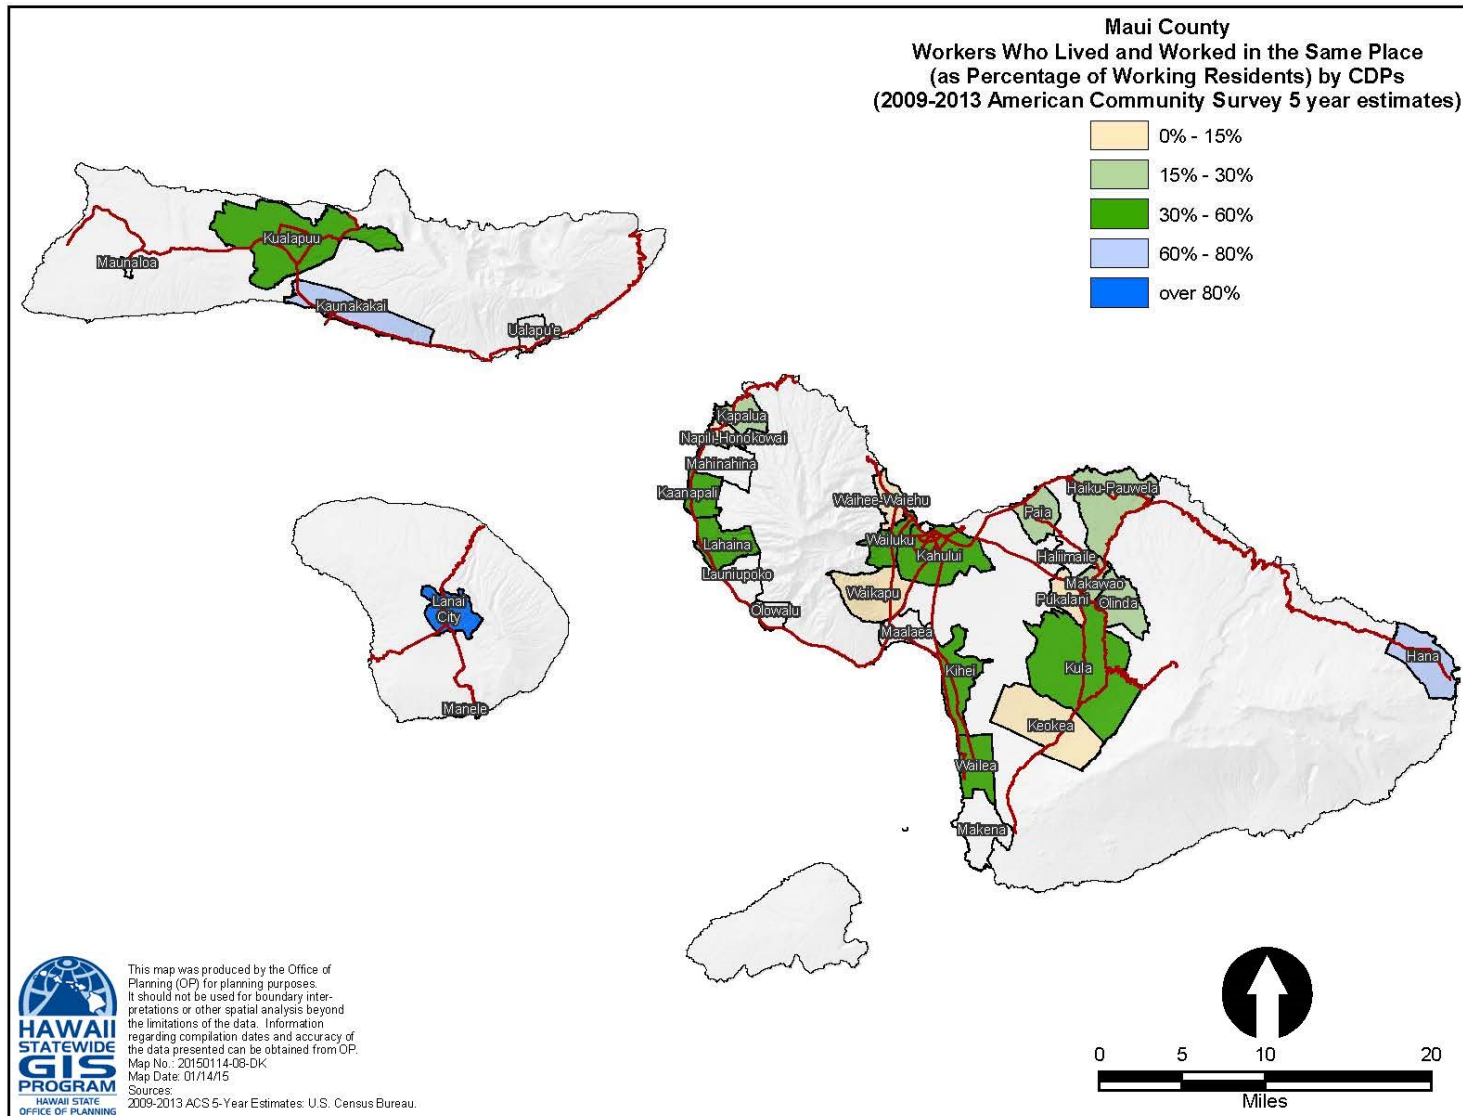 Maui County
Workers Who Lived and Worked in the Same Place
(as Percentage of Working Residents) by CDPs
(2009-2013 American Community Survey 5 year estimates)
0% - 15%
15% - 30%
30% - 60%
60% - 80%
over 80%
Kualapuu
Maunaloa
Kaunakakai
Ualapu'e
Kapalua
Napili-Honokowai
Mahinahina
Kaanapali
Waihee-Waiehu
Haiku-Pauwela
Paia
Lahaina
Wailuku
Kahului
Haliimaile
Launiupoko
Waikapu
Makawao
Pukalani
Olinda
Lanai
City
Olowalu
Maalaea
Hana
Kihei
Kula
Manele
Keokea
Wailea
Makena
This map was produced by the Office of
Planning (OP) for planning purposes.
It should not be used for boundary inter-
pretations or other spatial analysis beyond
the limitations of the data. Information
regarding compilation dates and accuracy of
the data presented can be obtained from OP.
Map No.: 20150114-08-DK
Map Date: 01/14/15
Sources:
2009-2013 ACS 5-Year Estimates: U.S. Census Bureau.
HAWAII
STATEWIDE
GIS
PROGRAM
HAWAII STATE
OFFICE OF PLANNING
0 5 10 20
Miles